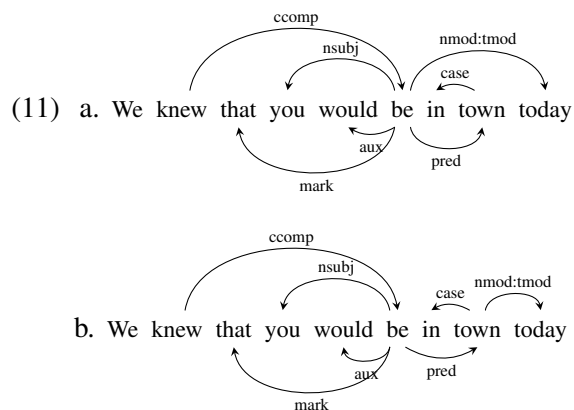 ccomp
nsubj nmod:tmod
case
(11) a. We knew that you would be in town today
aux pred
mark
ccomp
nsubj case nmod:tmod
b. We knew that you would be in town today
aux pred
mark